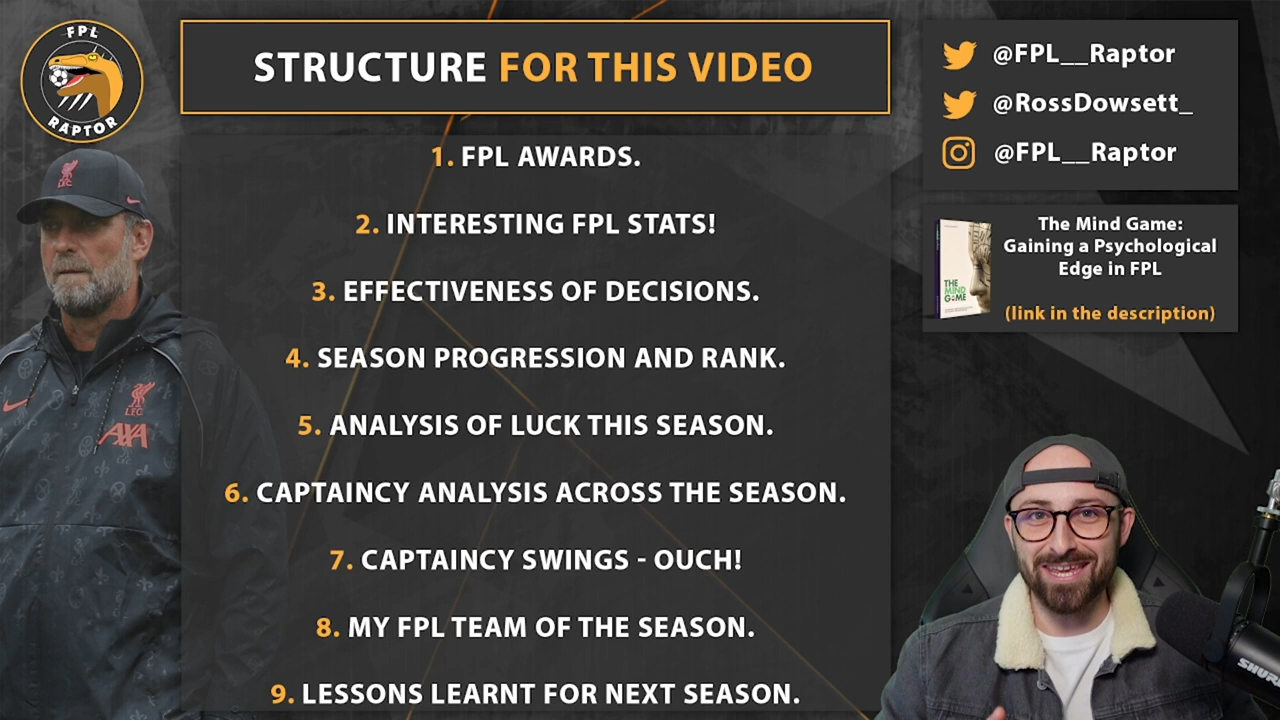 FPL
RAPTOR
STRUCTURE FOR THIS VIDEO
1. FPL AWARDS.
2. INTERESTING FPL STATS!
3. EFFECTIVENESS OF DECISIONS.
4. SEASON PROGRESSION AND RANK.
5. ANALYSIS OF LUCK THIS SEASON.
6. CAPTAINCY ANALYSIS ACROSS THE SEASON.
7. CAPTAINCY SWINGS - OUCH!
8. MY FPL TEAM OF THE SEASON.
9. LESSONS LEARNT FOR NEXT SEASON.
@FPL__Raptor
@RossDowsett_
@FPL__Raptor
The Mind Game:
Gaining a Psychological
Edge in FPL
(link in the description)
THE
MIND
GAME
LFC
LFC
AXA
SHURE